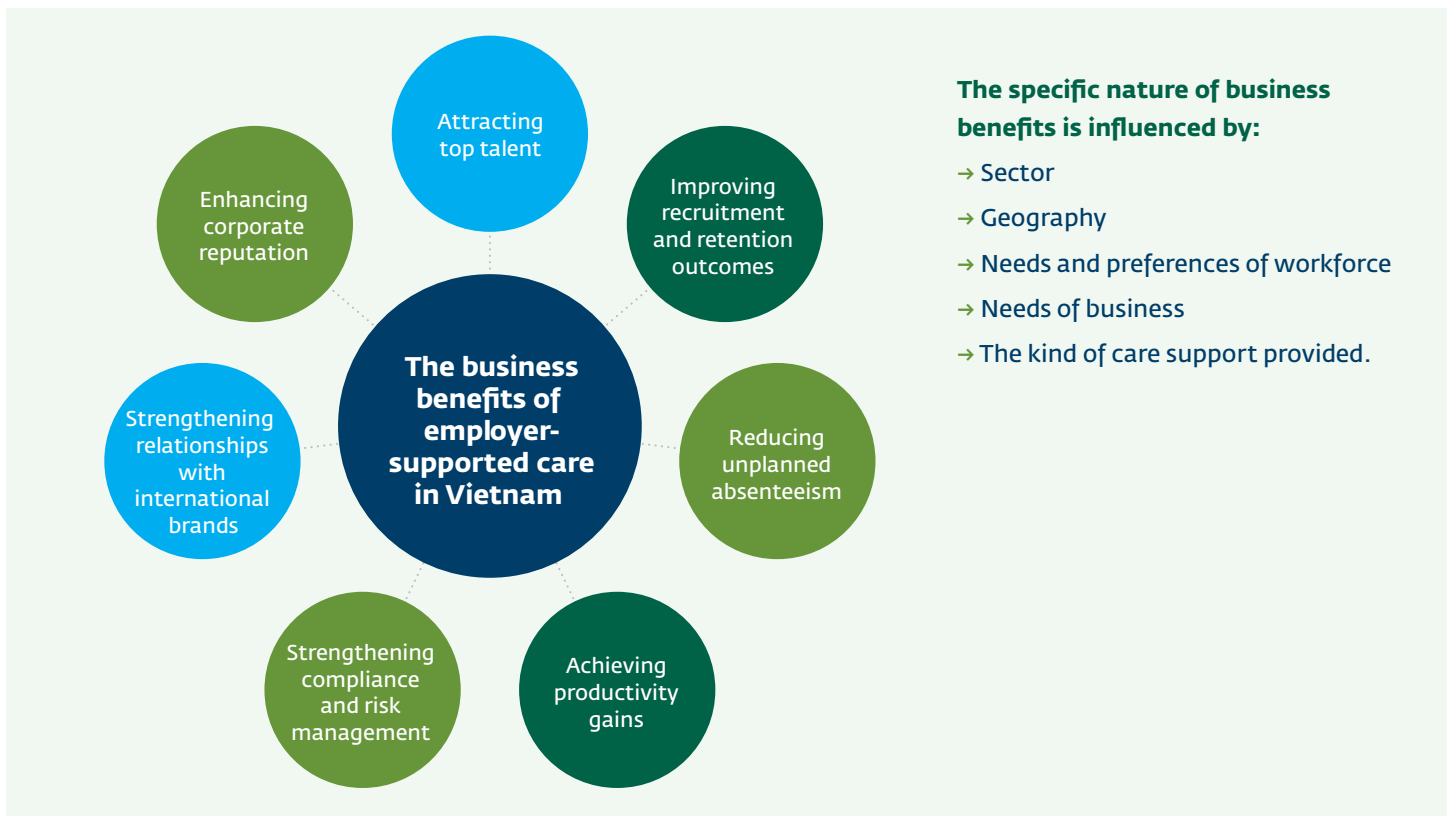 Attracting
top talent
Improving
recruitment
and retention
outcomes
Reducing
unplanned
absenteeism
Achieving
productivity
gains
Strengthening
compliance
and risk
management
Strengthening
relationships
with
international
brands
Enhancing
corporate
reputation
The business
benefits of
employer-
supported care
in Vietnam
The specific nature of business
benefits is influenced by:
→ Sector
→ Geography
→ Needs and preferences of workforce
→ Needs of business
→ The kind of care support provided.